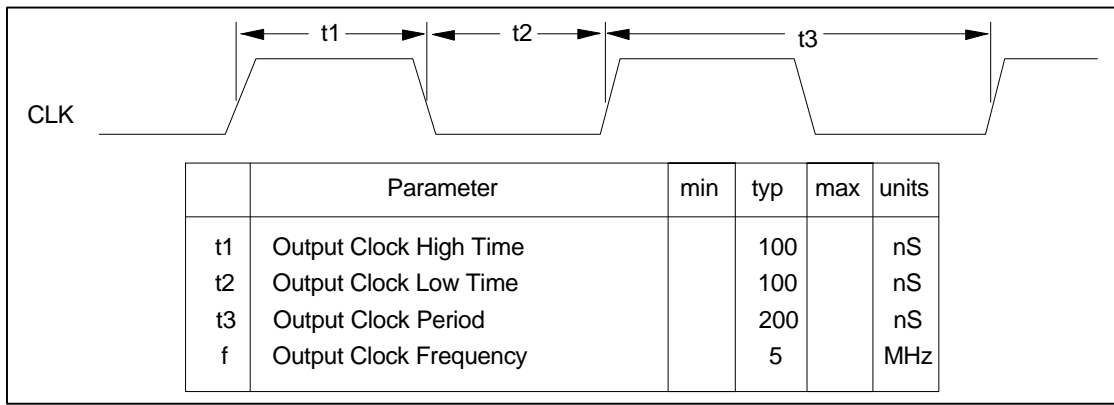 t1 t2 t3
CLK
Parameter min typ max units
t1 Output Clock High Time 100 nS
t2 Output Clock Low Time 100 nS
t3 Output Clock Period 200 nS
f Output Clock Frequency 5 MHz